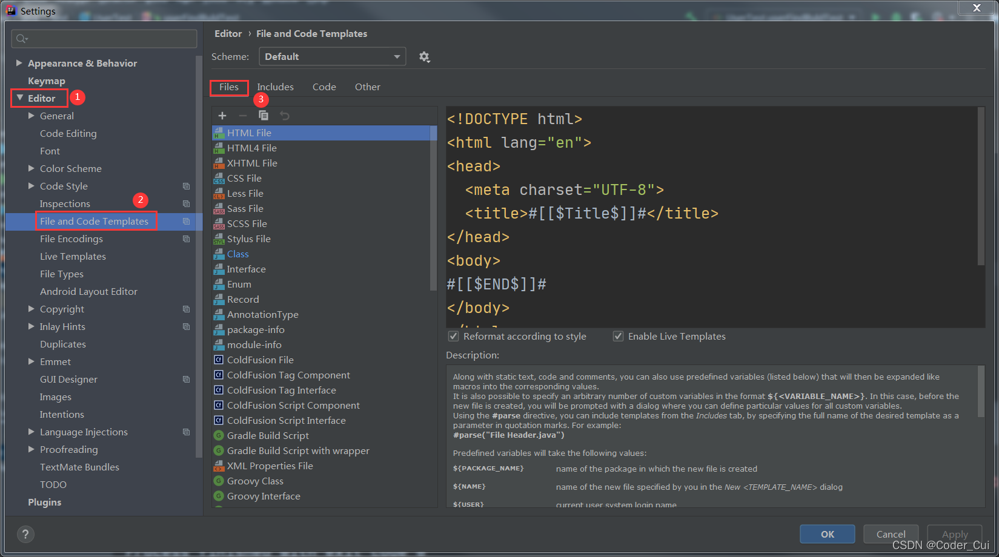 Settings
Editor › File and Code Templates
Scheme: Default
Files Includes Code Other
Appearance & Behavior
Keymap
Editor 1
General
Code Editing
Font
Color Scheme
Code Style
Inspections 2
File and Code Templates
File Encodings
Live Templates
File Types
Android Layout Editor
Copyright
Inlay Hints
Duplicates
Emmet
GUI Designer
Images
Intentions
Language Injections
Proofreading
TextMate Bundles
TODO
Plugins
3
HTML File
HTML4 File
XHTML File
CSS File
Less File
Sass File
SCSS File
Stylus File
Class
Interface
Enum
Record
AnnotationType
package-info
module-info
ColdFusion File
ColdFusion Tag Component
ColdFusion Tag Interface
ColdFusion Script Component
ColdFusion Script Interface
Gradle Build Script
Gradle Build Script with wrapper
XML Properties File
Groovy Class
Groovy Interface
<!DOCTYPE html>
<html lang="en">
<head>
<meta charset="UTF-8">
<title>#[[$Title$]]#</title>
</head>
<body>
#[[$END$]]#
</body>
Reformat according to style Enable Live Templates
Description:
Along with static text, code and comments, you can also use predefined variables (listed below) that will then be expanded like
macros into the corresponding values.
It is also possible to specify an arbitrary number of custom variables in the format ${<VARIABLE_NAME>}. In this case, before the
new file is created, you will be prompted with a dialog where you can define particular values for all custom variables.
Using the #parse directive, you can include templates from the Includes tab, by specifying the full name of the desired template as a
parameter in quotation marks. For example:
#parse("File Header.java")
Predefined variables will take the following values:
${PACKAGE_NAME} name of the package in which the new file is created
${NAME} name of the new file specified by you in the New <TEMPLATE_NAME> dialog
${USER} current user system login name
? OK Cancel Apply
CSDN @Coder_Cui